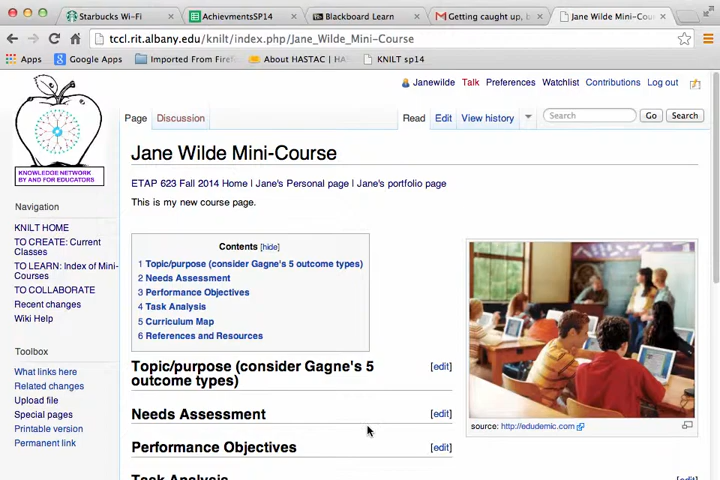 Starbucks Wi-Fi
AchievmentsSP14
Blackboard Learn
Getting caught up, b
Jane Wilde Mini-Cou
tccl.rit.albany.edu/knilt/index.php/Jane_Wilde_Mini-Course
Apps
Google Apps
Imported From Firef
About HASTAC | HA
KNILT sp14
Janewilde Talk Preferences Watchlist Contributions Log out
Page Discussion
Read Edit View history
Search
Go
Search
KNOWLEDGE NETWORK
BY AND FOR EDUCATORS
Navigation
KNILT HOME
TO CREATE: Current
Classes
TO LEARN: Index of Mini-
Courses
TO COLLABORATE
Recent changes
Wiki Help
Toolbox
What links here
Related changes
Upload file
Special pages
Printable version
Permanent link
Jane Wilde Mini-Course
ETAP 623 Fall 2014 Home | Jane's Personal page | Jane's portfolio page
This is my new course page.
Contents [hide]
1 Topic/purpose (consider Gagne's 5 outcome types)
2 Needs Assessment
3 Performance Objectives
4 Task Analysis
5 Curriculum Map
6 References and Resources
source: http://edudemic.com
Topic/purpose (consider Gagne's 5 [edit]
outcome types)
Needs Assessment [edit]
Performance Objectives [edit]
Task Analysis [edit]